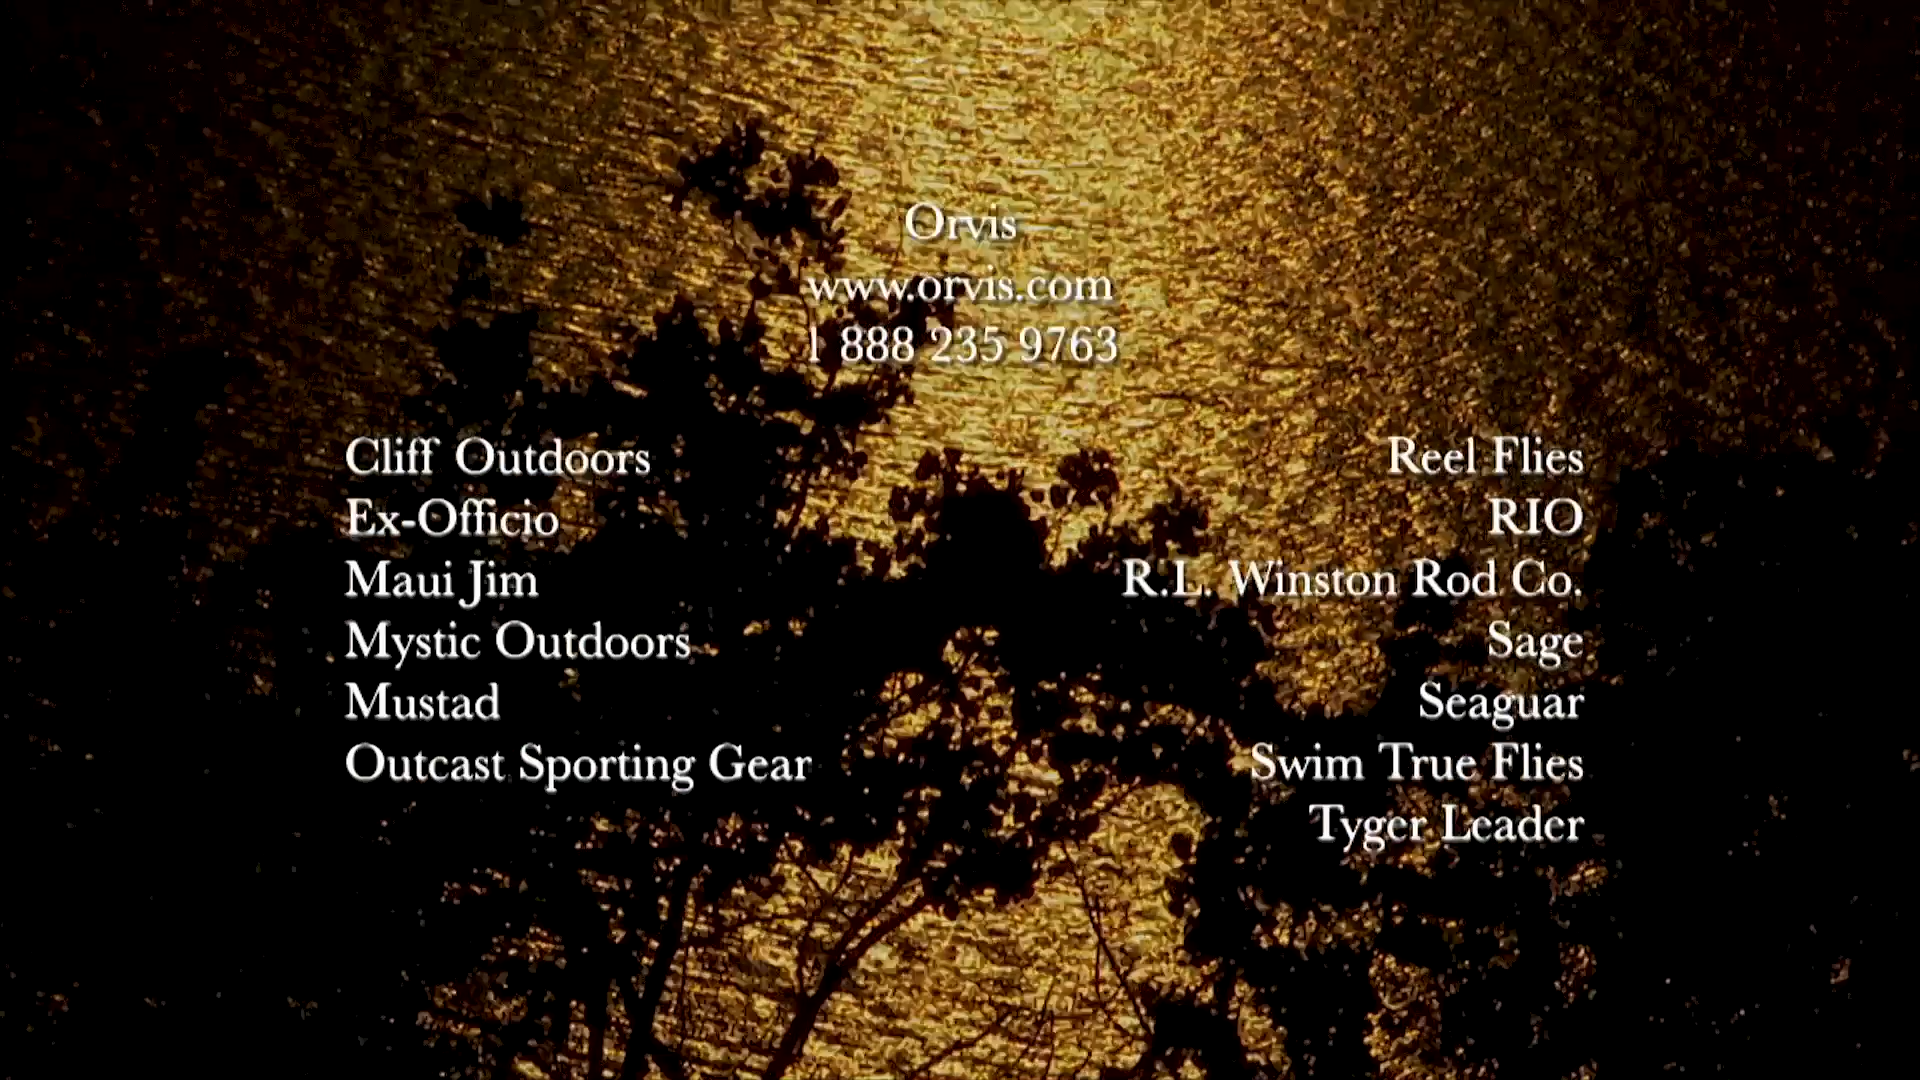 Orvis
www.orvis.com
1 888 235 9763
Cliff Outdoors
Ex-Officio
Maui Jim
Mystic Outdoors
Mustad
Outcast Sporting Gear
Reel Flies
RIO
R.L. Winston Rod Co.
Sage
Seaguar
Swim True Flies
Tyger Leader